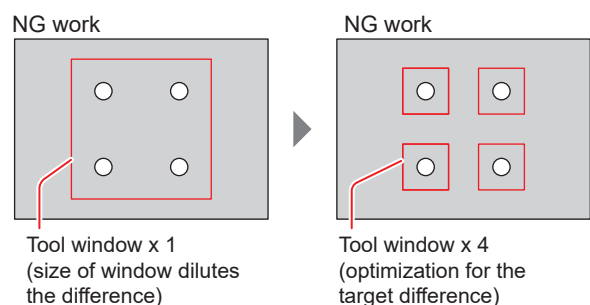 NG work
Tool window x 1
(size of window dilutes
the difference)
NG work
Tool window x 4
(optimization for the
target difference)